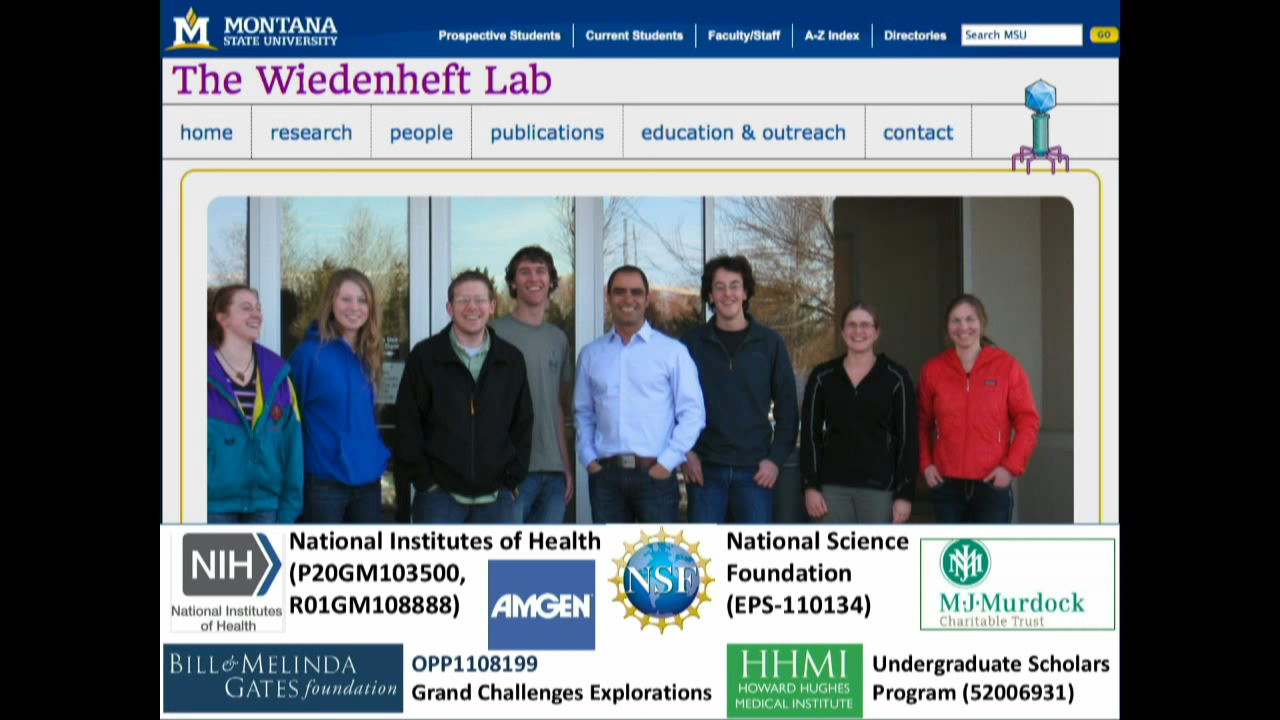 MONTANA
STATE UNIVERSITY
Prospective Students
Current Students
Faculty/Staff
A-Z Index
Directories
Search MSU
GO
The Wiedenheft Lab
home
research
people
publications
education & outreach
contact
NIH
National Institutes
of Health
National Institutes of Health
(P20GM103500,
R01GM108888)
AMGEN
NSF
National Science
Foundation
(EPS-110134)
M·J·Murdock
Charitable Trust
BILL & MELINDA
GATES foundation
OPP1108199
Grand Challenges Explorations
HHMI
HOWARD HUGHES
MEDICAL INSTITUTE
Undergraduate Scholars
Program (52006931)